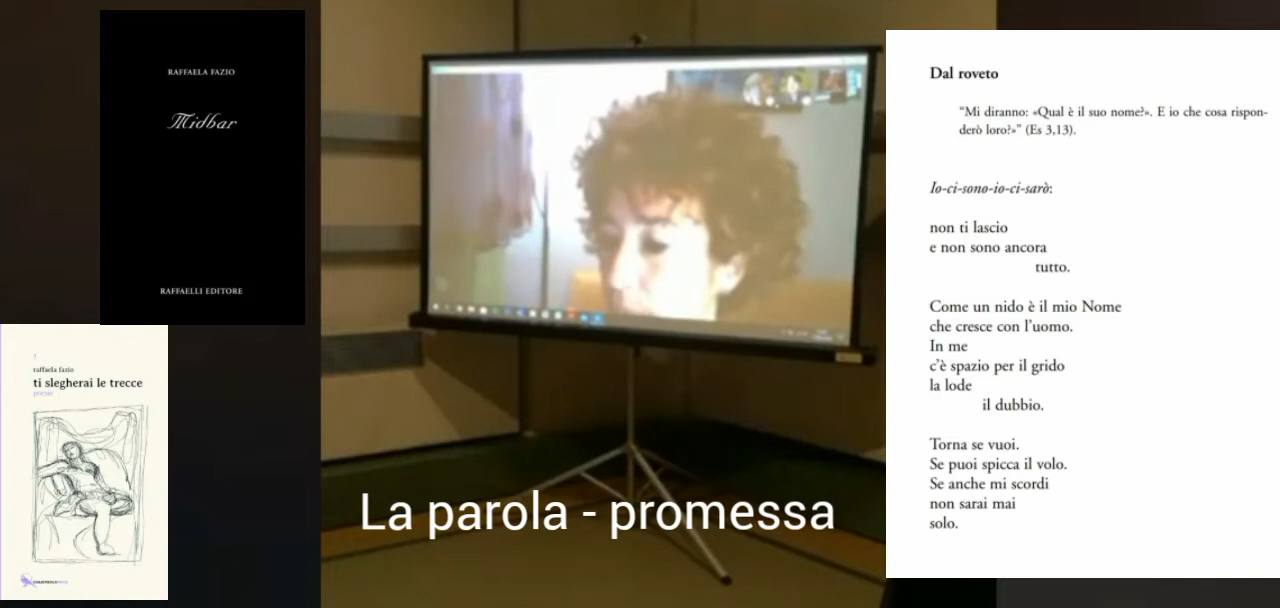 RAFFAELA FAZIO
Midbar
RAFFAELLI EDITORE
7
raffaela fazio
ti slegherai le trecce
poesie
La parola - promessa
Dal roveto
“Mi diranno: «Qual è il suo nome?». E io che cosa rispon-
derò loro?»” (Es 3,13).
Io-ci-sono-io-ci-sarò:
non ti lascio
e non sono ancora
tutto.
Come un nido è il mio Nome
che cresce con l’uomo.
In me
c’è spazio per il grido
la lode
il dubbio.
Torna se vuoi.
Se puoi spicca il volo.
Se anche mi scordi
non sarai mai
solo.